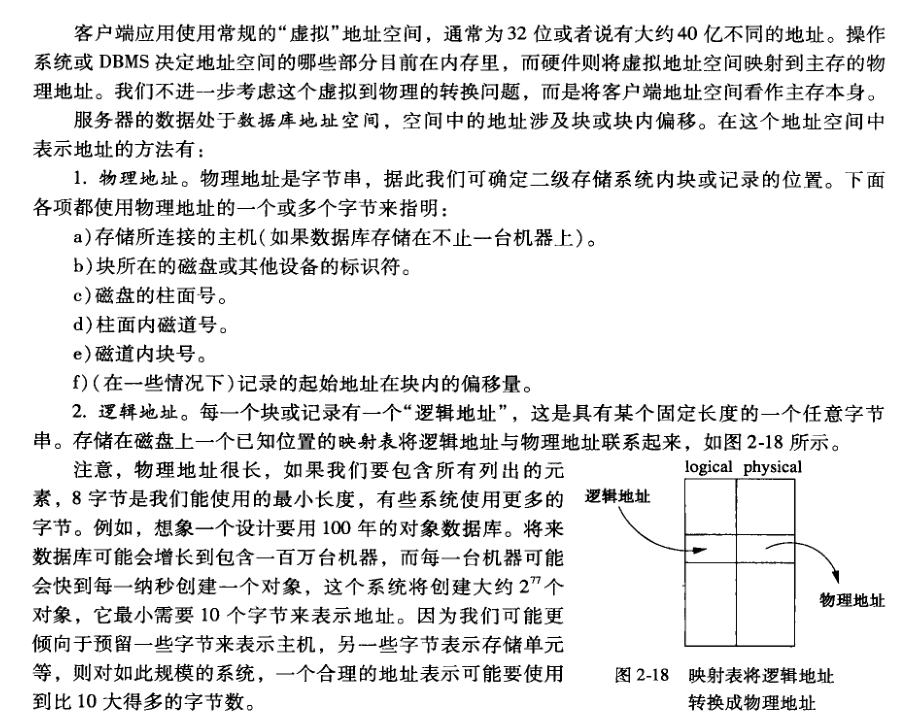 客户端应用使用常规的“虚拟”地址空间，通常为 32 位或者说有大约 40 亿不同的地址。操作
系统或 DBMS 决定地址空间的哪些部分目前在内存里，而硬件则将虚拟地址空间映射到主存的物
理地址。我们不进一步考虑这个虚拟到物理的转换问题，而是将客户端地址空间看作主存本身。
服务器的数据处于数据库地址空间，空间中的地址涉及块或块内偏移。在这个地址空间中
表示地址的方法有：
1. 物理地址。物理地址是字节串，据此我们可确定二级存储系统内块或记录的位置。下面
各项都使用物理地址的一个或多个字节来指明：
a)存储所连接的主机(如果数据库存储在不止一台机器上)。
b)块所在的磁盘或其他设备的标识符。
c)磁盘的柱面号。
d)柱面内磁道号。
e)磁道内块号。
f)(在一些情况下)记录的起始地址在块内的偏移量。
2. 逻辑地址。每一个块或记录有一个“逻辑地址”，这是具有某个固定长度的一个任意字节
串。存储在磁盘上一个已知位置的映射表将逻辑地址与物理地址联系起来，如图 2-18 所示。
注意，物理地址很长，如果我们要包含所有列出的元
素，8 字节是我们能使用的最小长度，有些系统使用更多的
字节。例如，想象一个设计要用 100 年的对象数据库。将来
数据库可能会增长到包含一百万台机器，而每一台机器可能
会快到每一纳秒创建一个对象，这个系统将创建大约 2⁷⁷个
对象，它最小需要 10 个字节来表示地址。因为我们可能更
倾向于预留一些字节来表示主机，另一些字节表示存储单元
等，则对如此规模的系统，一个合理的地址表示可能要使用
到比 10 大得多的字节数。
logical physical
逻辑地址
物理地址
图 2-18 映射表将逻辑地址
转换成物理地址